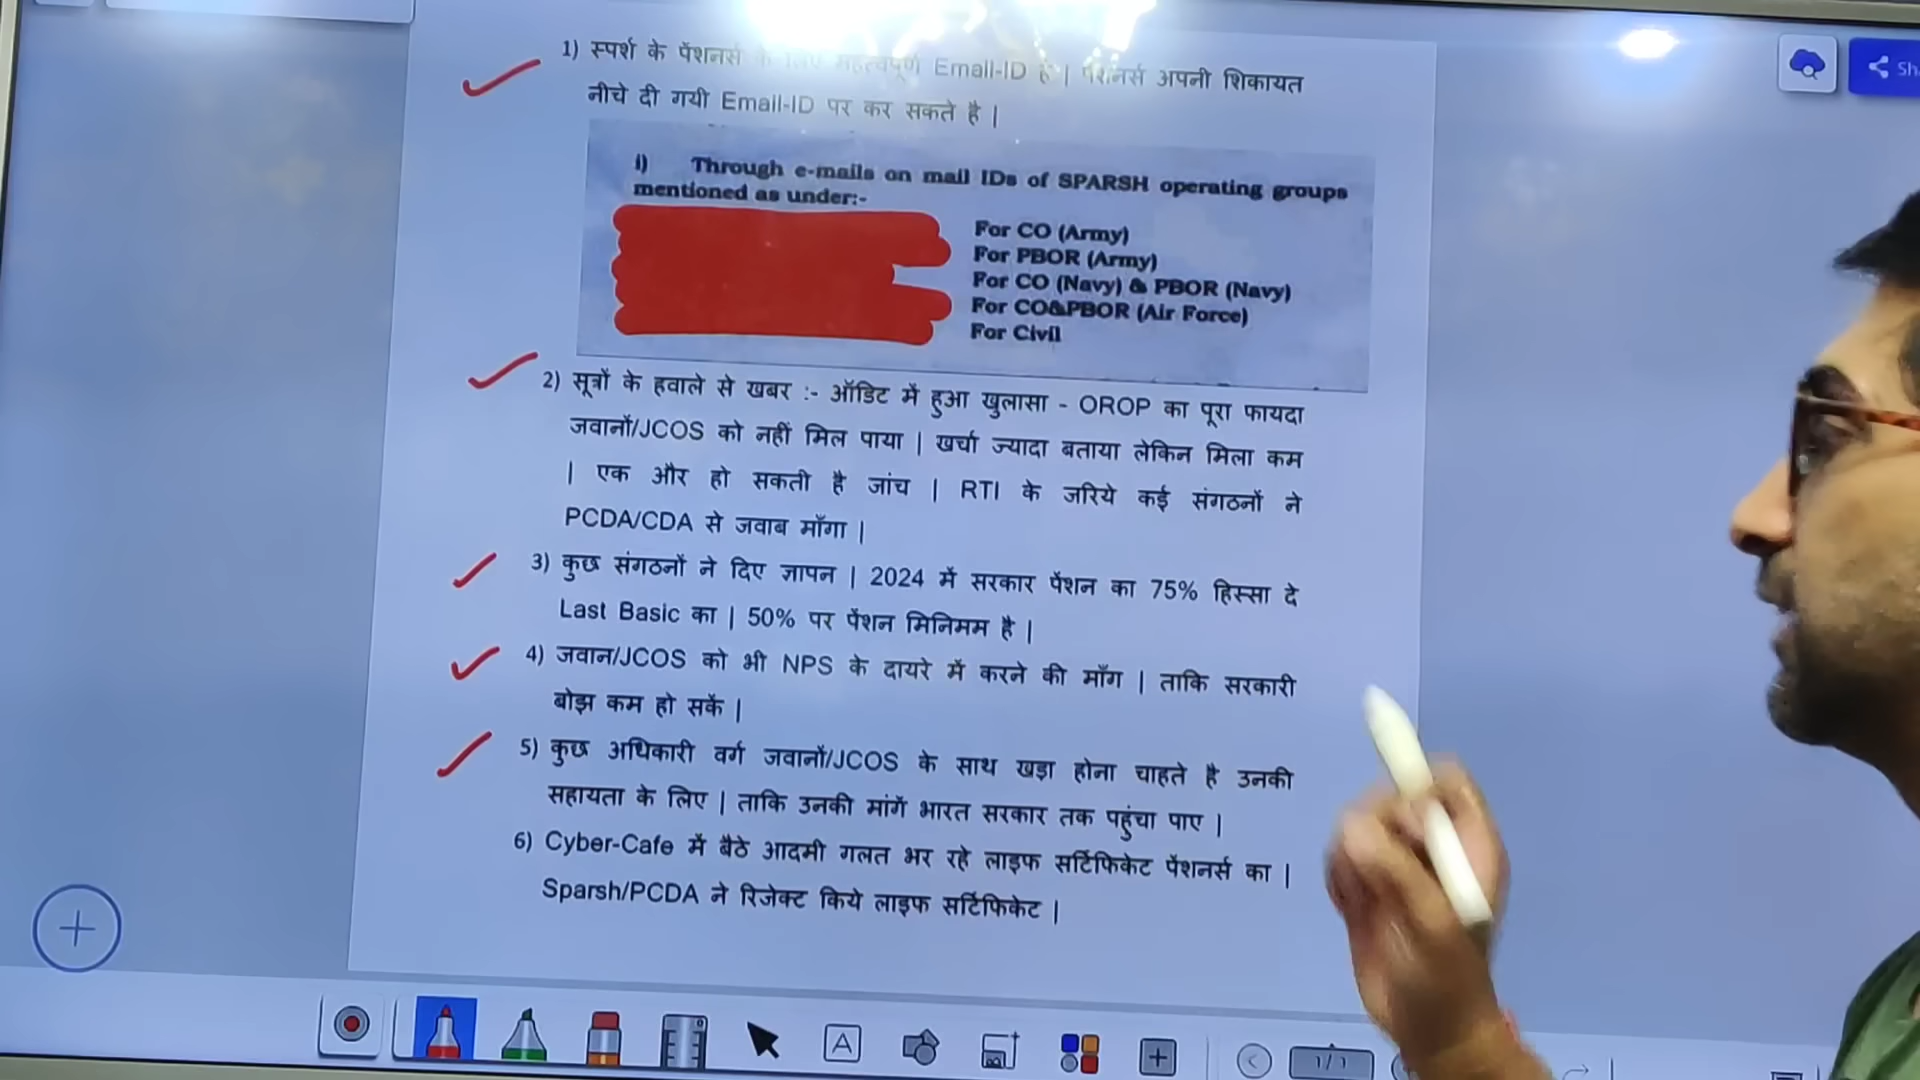 1) स्पर्श के पेंशनर्स के लिए महत्वपूर्ण Email-ID है | पेंशनर्स अपनी शिकायत
नीचे दी गयी Email-ID पर कर सकते है |
i) Through e-mails on mail IDs of SPARSH operating groups
mentioned as under:-
For CO (Army)
For PBOR (Army)
For CO (Navy) & PBOR (Navy)
For CO&PBOR (Air Force)
For Civil
2) सूत्रों के हवाले से खबर :- ऑडिट में हुआ खुलासा - OROP का पूरा फायदा
जवानों/JCOS को नहीं मिल पाया | खर्चा ज्यादा बताया लेकिन मिला कम
| एक और हो सकती है जांच | RTI के जरिये कई संगठनों ने
PCDA/CDA से जवाब माँगा |
3) कुछ संगठनों ने दिए ज्ञापन | 2024 में सरकार पेंशन का 75% हिस्सा दे
Last Basic का | 50% पर पेंशन मिनिमम है |
4) जवान/JCOS को भी NPS के दायरे में करने की माँग | ताकि सरकारी
बोझ कम हो सकें |
5) कुछ अधिकारी वर्ग जवानों/JCOS के साथ खड़ा होना चाहते है उनकी
सहायता के लिए | ताकि उनकी मांगें भारत सरकार तक पहुंचा पाए |
6) Cyber-Cafe में बैठे आदमी गलत भर रहे लाइफ सर्टिफिकेट पेंशनर्स का |
Sparsh/PCDA ने रिजेक्ट किये लाइफ सर्टिफिकेट |
A
1/1